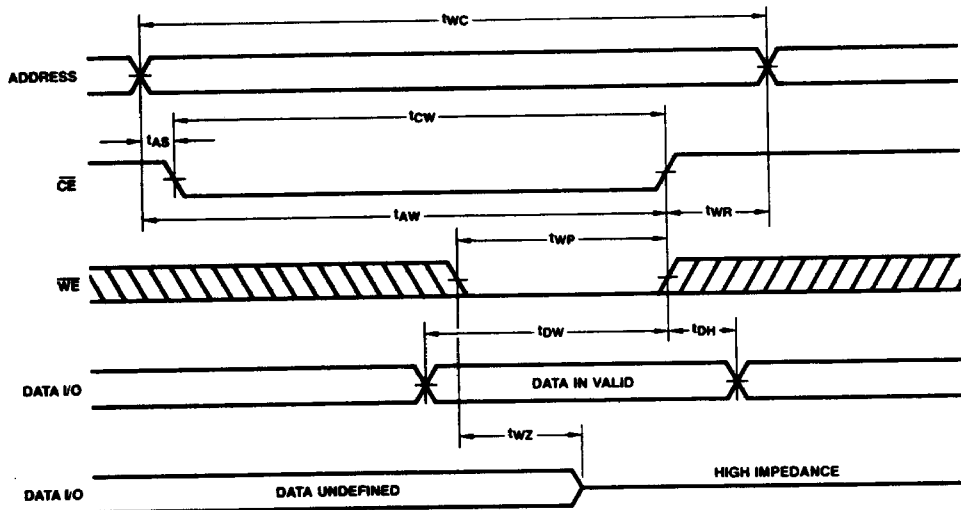 tWC
ADDRESS
tCW
tAS
CE
tAW
tWR
tWP
WE
tDW
tDH
DATA I/O
DATA IN VALID
tWZ
HIGH IMPEDANCE
DATA I/O
DATA UNDEFINED